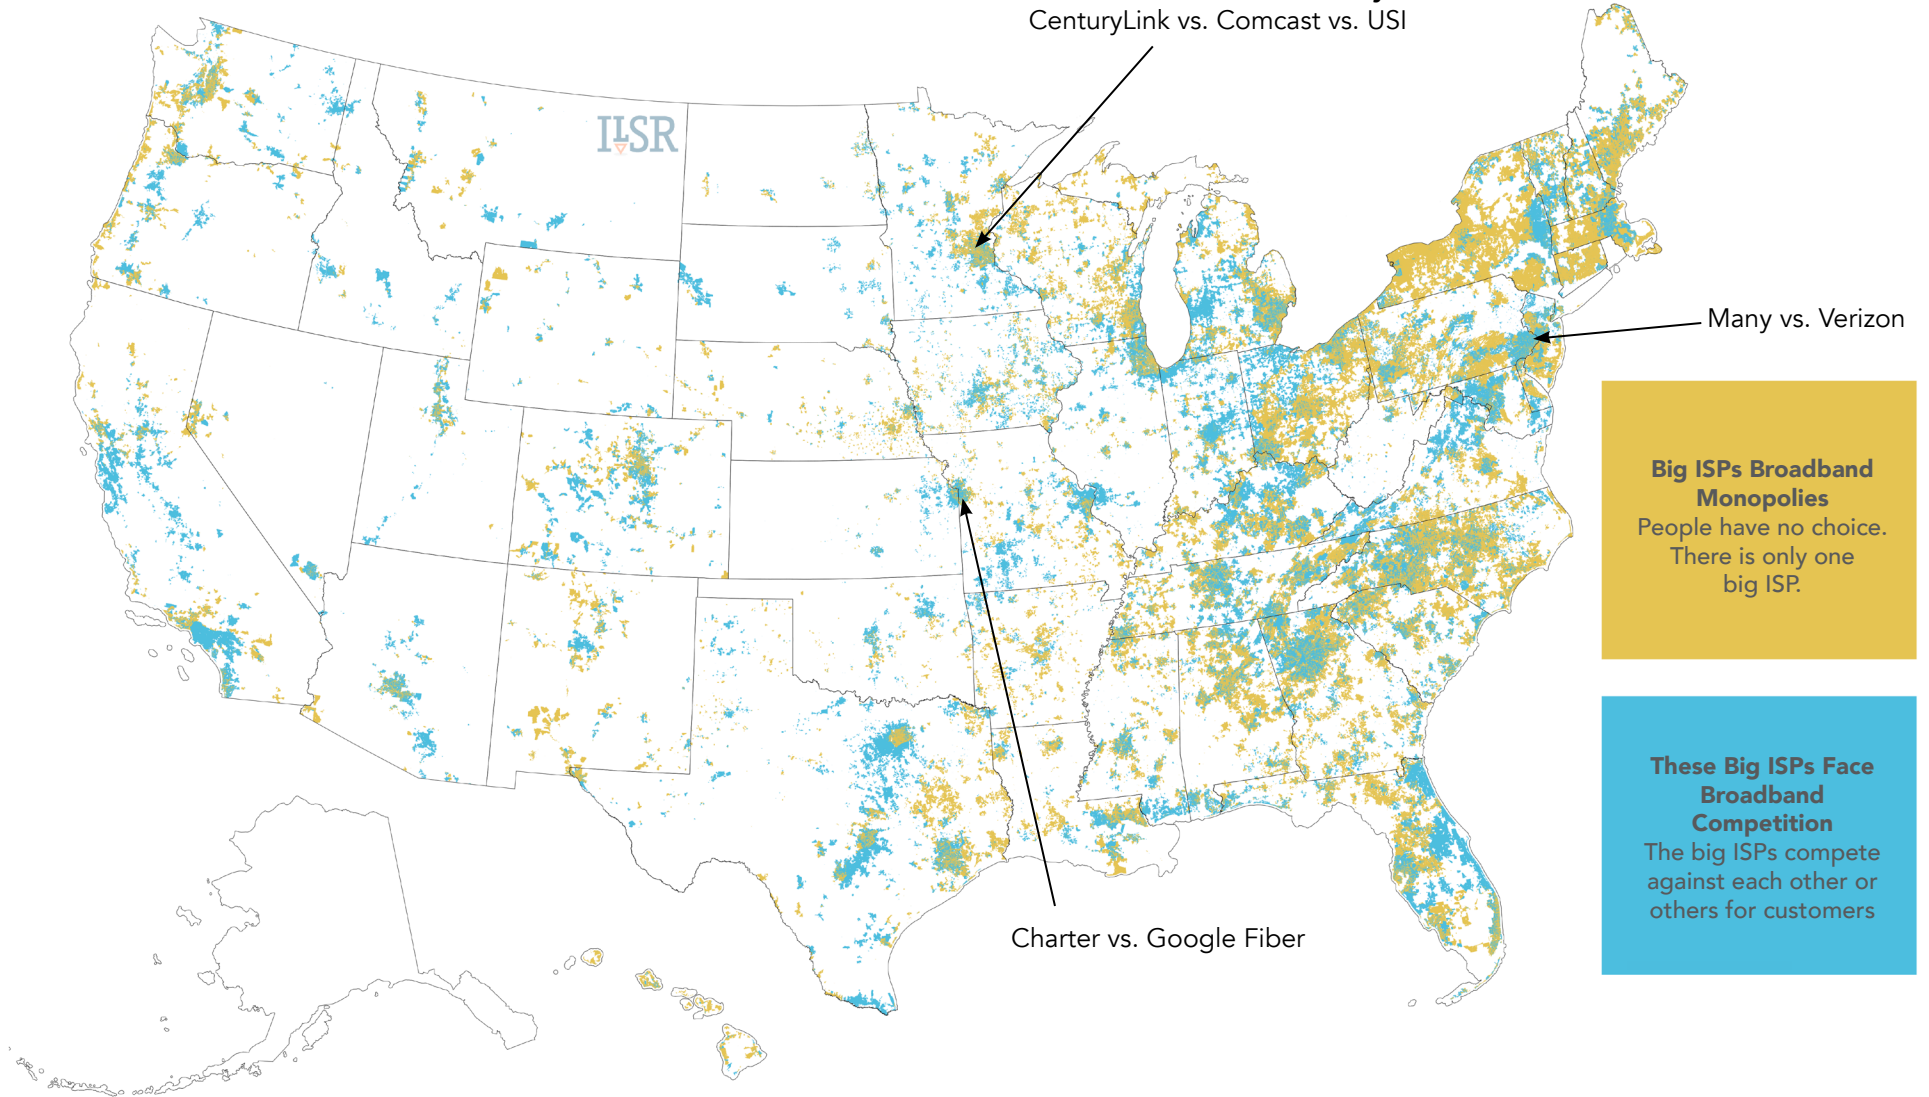 CenturyLink vs. Comcast vs. USI
ILSR
Many vs. Verizon
Big ISPs Broadband
Monopolies
People have no choice.
There is only one
big ISP.
These Big ISPs Face
Broadband
Competition
The big ISPs compete
against each other or
others for customers
Charter vs. Google Fiber